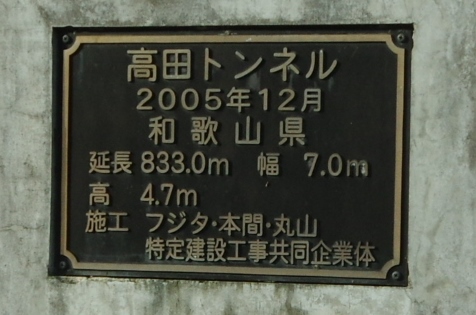 高田トンネル
2005年12月
和歌山県
延長 833.0m 幅 7.0m
高 4.7m
施工 フジタ・本間・丸山
特定建設工事共同企業体